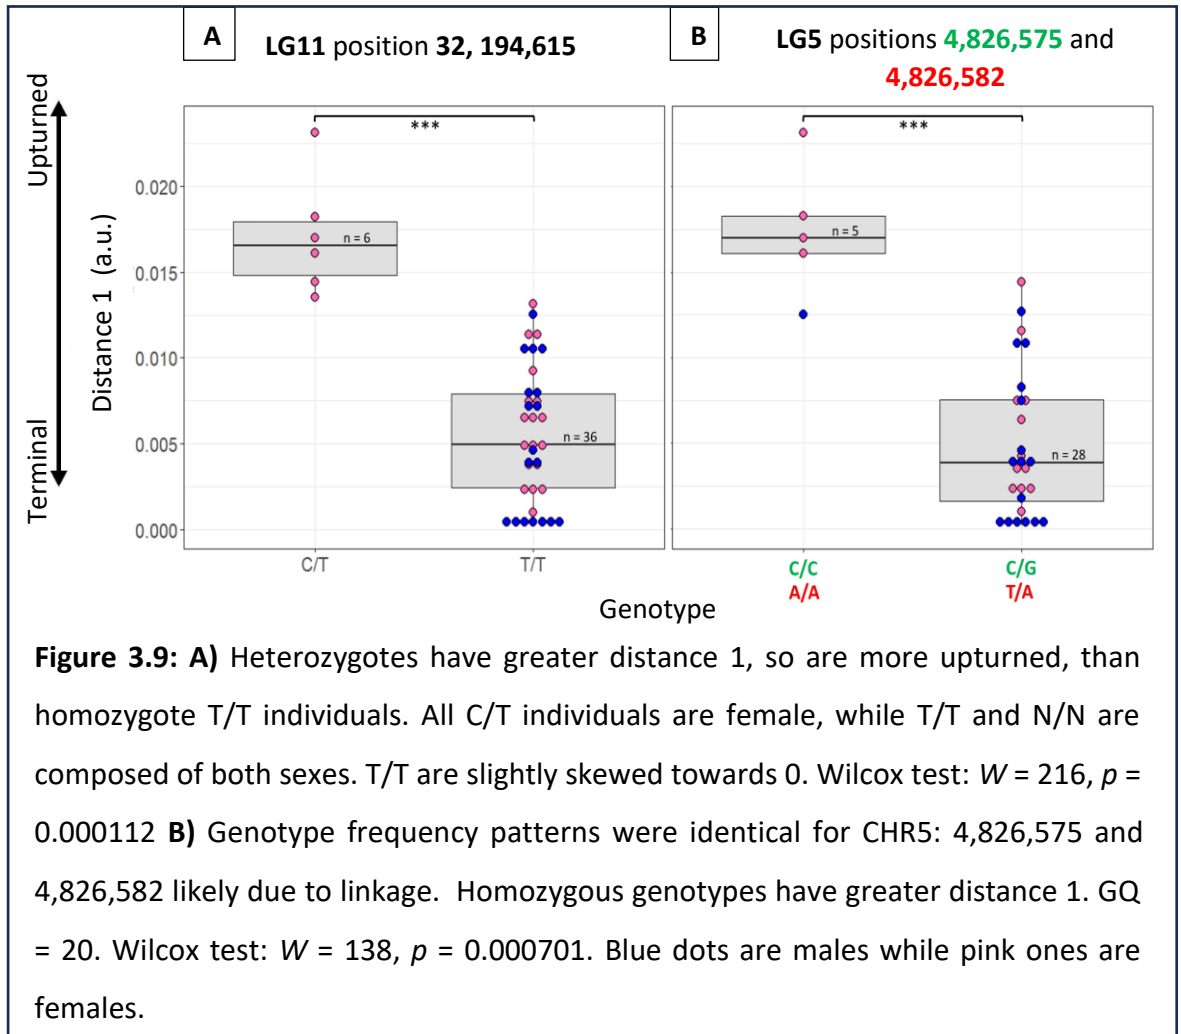 A
LG11 position 32, 194,615
B
LG5 positions 4,826,575 and
4,826,582
Upturned
Terminal
Distance 1 (a.u.)
0.020
0.015
0.010
0.005
0.000
***
n = 6
n = 36
C/T
T/T
***
n = 5
n = 28
C/C
A/A
C/G
T/A
Genotype
Figure 3.9: A) Heterozygotes have greater distance 1, so are more upturned, than
homozygote T/T individuals. All C/T individuals are female, while T/T and N/N are
composed of both sexes. T/T are slightly skewed towards 0. Wilcox test: W = 216, p =
0.000112 B) Genotype frequency patterns were identical for CHR5: 4,826,575 and
4,826,582 likely due to linkage. Homozygous genotypes have greater distance 1. GQ
= 20. Wilcox test: W = 138, p = 0.000701. Blue dots are males while pink ones are
females.